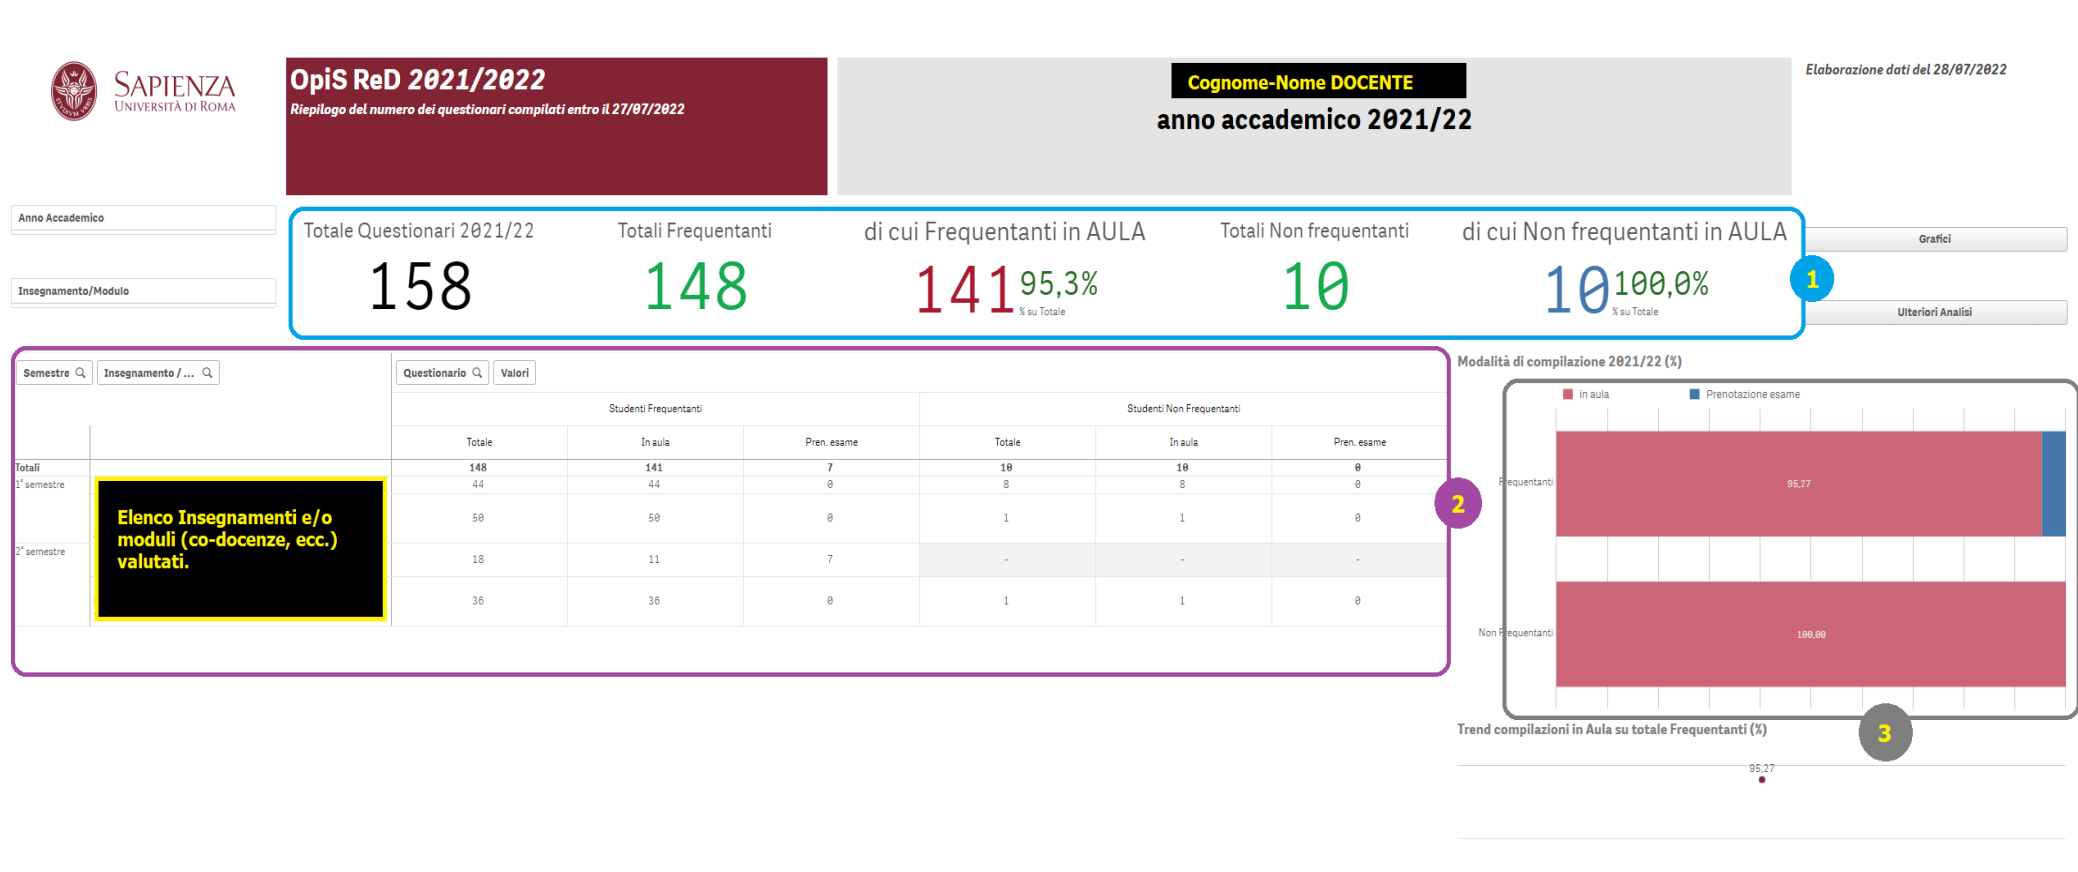 SAPIENZA
UNIVERSITÀ DI ROMA
OpiS ReD 2021/2022
Riepilogo del numero dei questionari compilati entro il 27/07/2022
Cognome-Nome DOCENTE
anno accademico 2021/22
Elaborazione dati del 28/07/2022
Anno Accademico
Insegnamento/Modulo
Totale Questionari 2021/22
158
Totali Frequentanti
148
di cui Frequentanti in AULA
141 95,3%
% su Totale
Totali Non frequentanti
10
di cui Non frequentanti in AULA
10 100,0%
% su Totale
1
Grafici
Ulteriori Analisi
Semestre Insegnamento / ... Questionario Valori
Studenti Frequentanti Studenti Non Frequentanti
Totale In aula Pren. esame Totale In aula Pren. esame
Totali 148 141 7 10 10 0
1° semestre 44 44 0 8 8 0
50 50 0 1 1 0
2° semestre 18 11 7 - - -
36 36 0 1 1 0
Elenco Insegnamenti e/o
moduli (co-docenze, ecc.)
valutati.
2
Modalità di compilazione 2021/22 (%)
in aula Prenotazione esame
Frequentanti 95,27
Non Frequentanti 100,00
3
Trend compilazioni in Aula su totale Frequentanti (%)
95,27